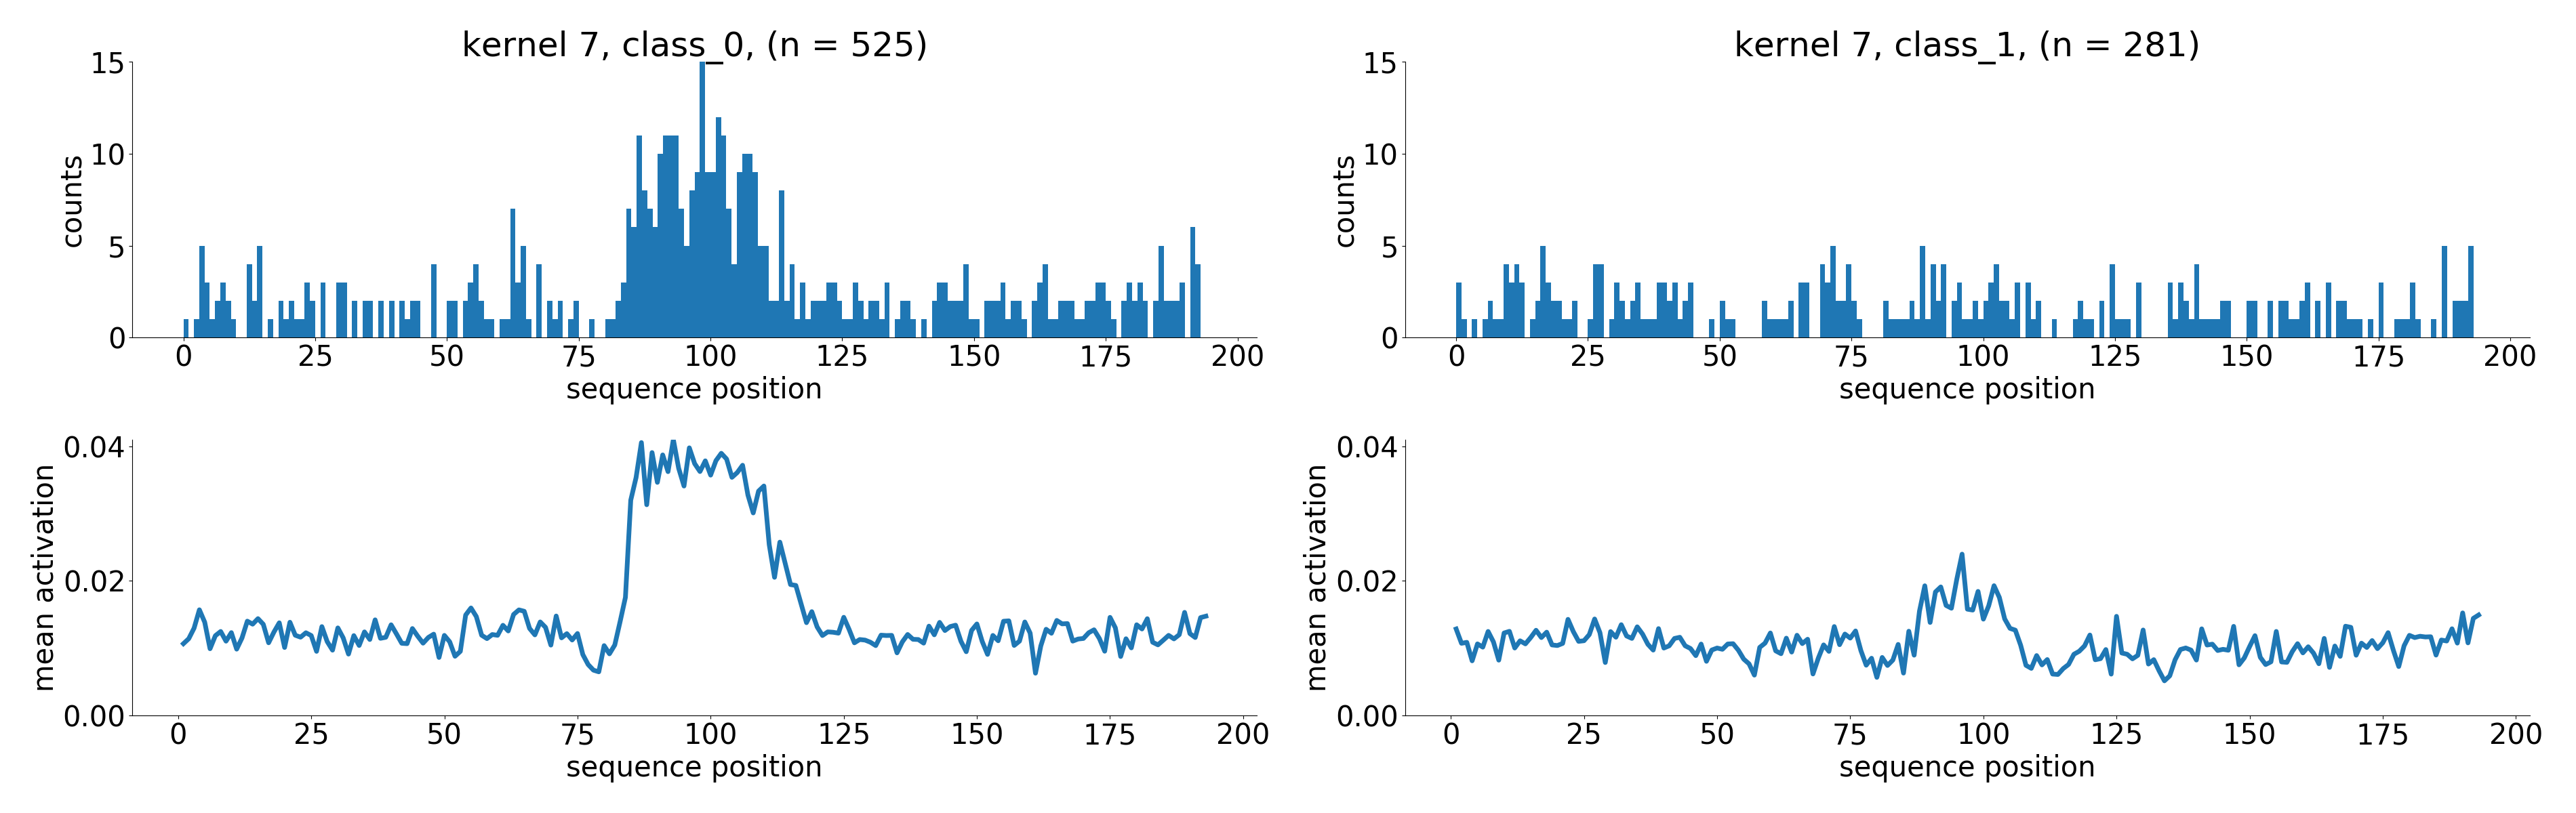 kernel 7, class_0, (n = 525)
15
10
5
0
counts
0 25 50 75 100 125 150 175 200
sequence position
kernel 7, class_1, (n = 281)
15
10
5
0
counts
0 25 50 75 100 125 150 175 200
sequence position
0.04
0.02
0.00
mean activation
0 25 50 75 100 125 150 175 200
sequence position
0.04
0.02
0.00
mean activation
0 25 50 75 100 125 150 175 200
sequence position